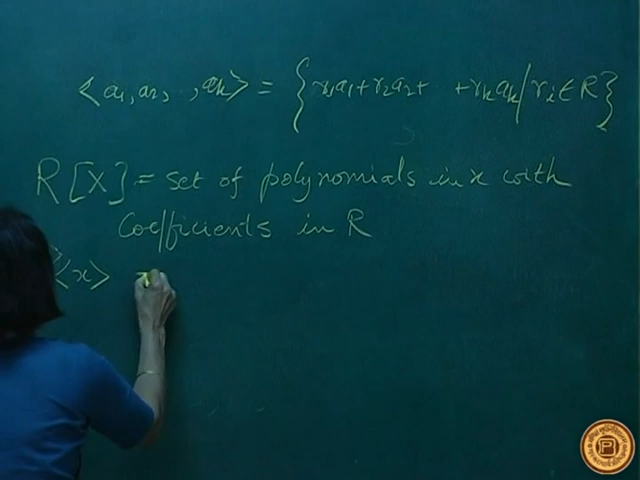 <a₁, a₂, , aₖ> = { r₁a₁ + r₂a₂ + + rₖaₖ / rᵢ ∈ R }
R[X] = set of polynomials in x with
coefficients in R
<x> =